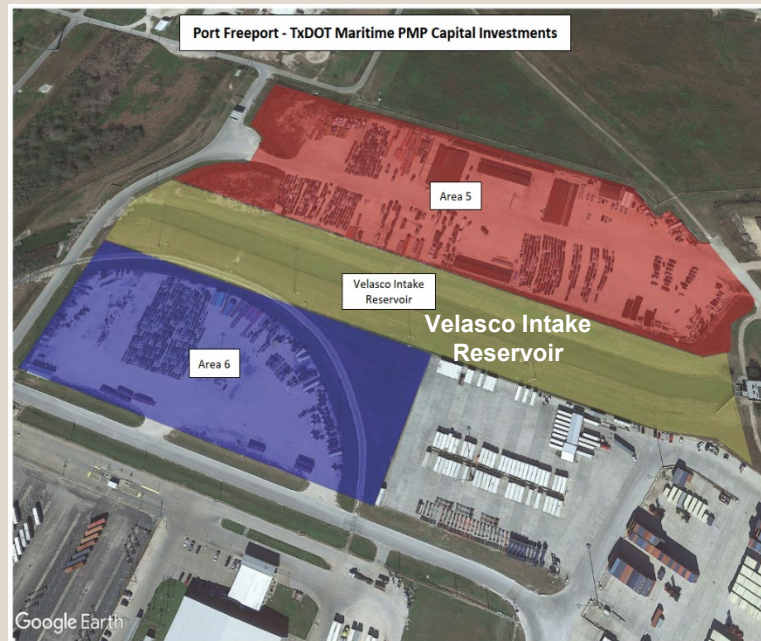 Port Freeport - TxDOT Maritime PMP Capital Investments
Area 5
Velasco Intake
Reservoir
Velasco Intake
Reservoir
Area 6
Google Earth